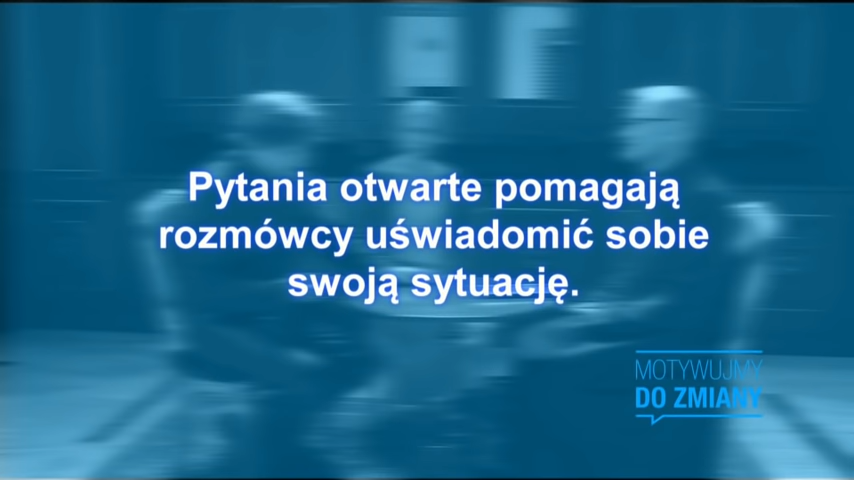 Pytania otwarte pomagają
rozmówcy uświadomić sobie
swoją sytuację.
MOTYWUJMY
DO ZMIANY